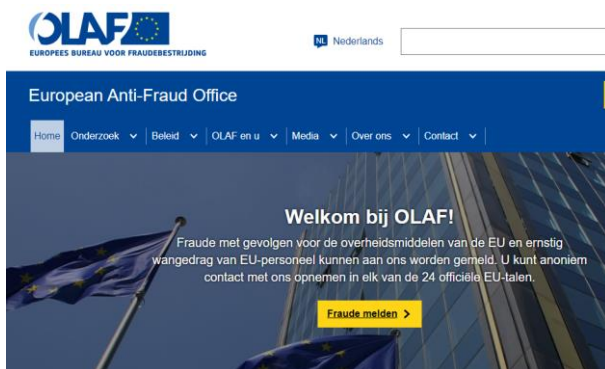 OLAF
EUROPEES BUREAU VOOR FRAUDEBESTRIJDING
NL Nederlands
European Anti-Fraud Office
Home Onderzoek Beleid OLAF en u Media Over ons Contact
Welkom bij OLAF!
Fraude met gevolgen voor de overheidsmiddelen van de EU en ernstig
wangedrag van EU-personeel kunnen aan ons worden gemeld. U kunt anoniem
contact met ons opnemen in elk van de 24 officiële EU-talen.
Fraude melden >